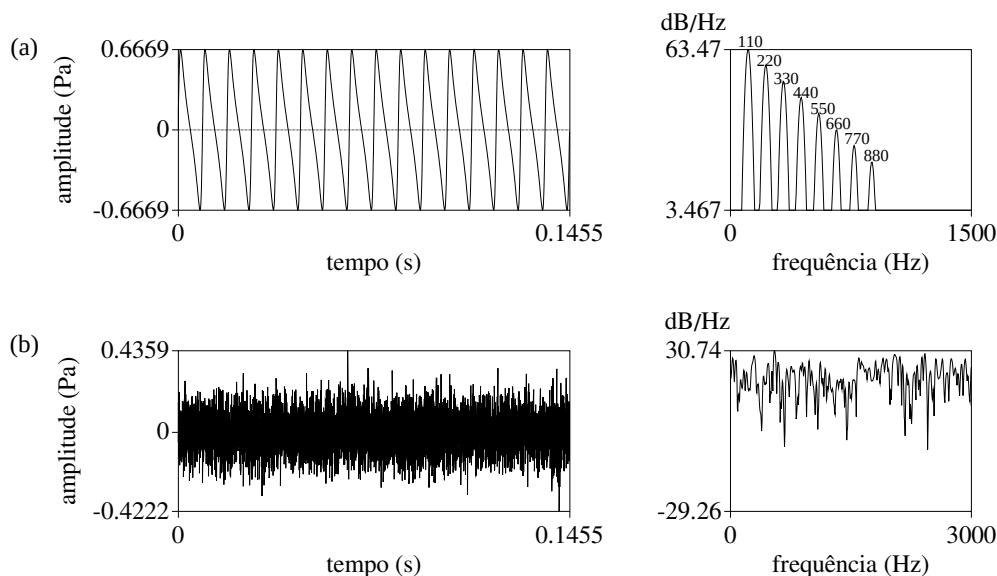 (a)
amplitude (Pa)
0.6669
0
-0.6669
0
0.1455
tempo (s)
dB/Hz
63.47
3.467
110
220
330
440
550
660
770
880
0
1500
frequência (Hz)
(b)
amplitude (Pa)
0.4359
0
-0.4222
0
0.1455
tempo (s)
dB/Hz
30.74
-29.26
0
3000
frequência (Hz)